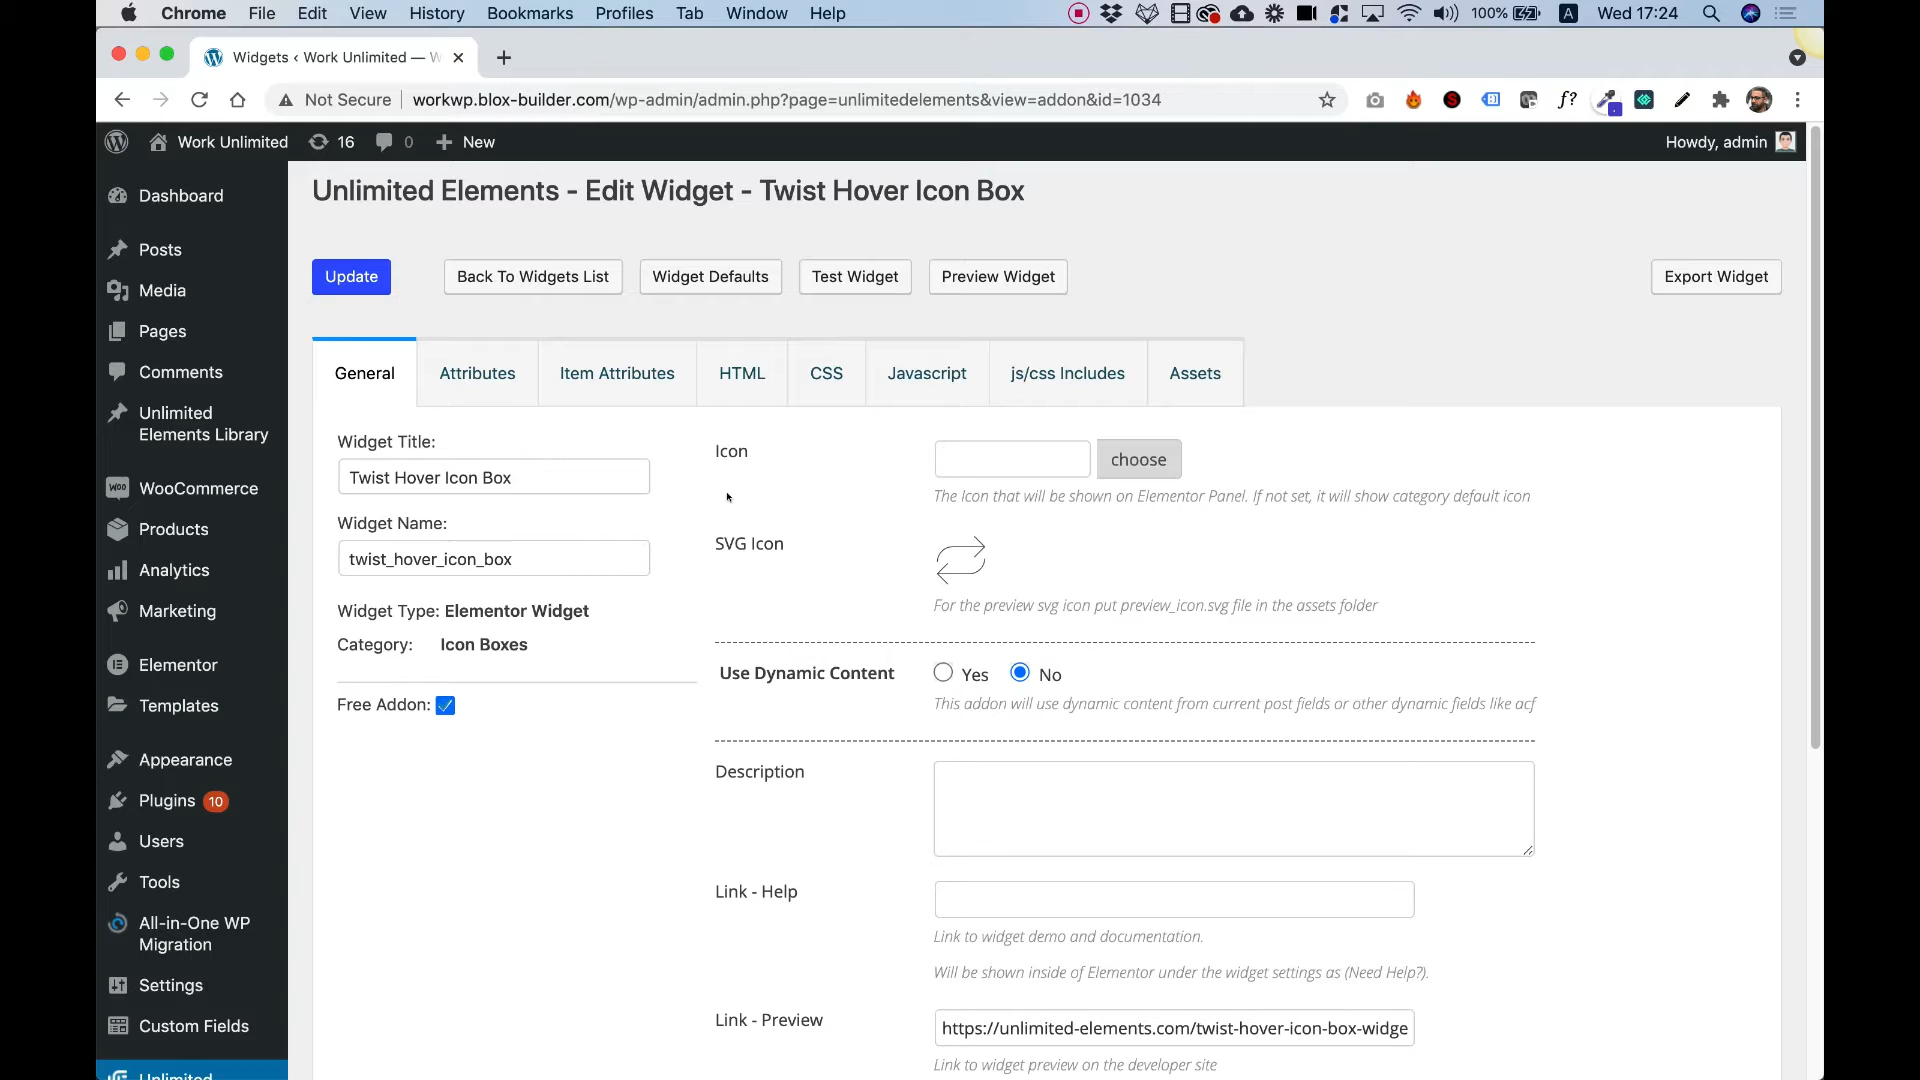 Chrome File Edit View History Bookmarks Profiles Tab Window Help
100% A Wed 17:24
Widgets ‹ Work Unlimited — W
Not Secure workwp.blox-builder.com/wp-admin/admin.php?page=unlimitedelements&view=addon&id=1034
f?
Work Unlimited 16 0 + New
Howdy, admin
Unlimited Elements - Edit Widget - Twist Hover Icon Box
Update Back To Widgets List Widget Defaults Test Widget Preview Widget Export Widget
General Attributes Item Attributes HTML CSS Javascript js/css Includes Assets
Dashboard
Posts
Media
Pages
Comments
Unlimited
Elements Library
WooCommerce
Products
Analytics
Marketing
Elementor
Templates
Appearance
Plugins 10
Users
Tools
All-in-One WP
Migration
Settings
Custom Fields
Unlimited
Widget Title:
Twist Hover Icon Box
Widget Name:
twist_hover_icon_box
Widget Type: Elementor Widget
Category: Icon Boxes
Free Addon:
Icon
choose
The Icon that will be shown on Elementor Panel. If not set, it will show category default icon
SVG Icon
For the preview svg icon put preview_icon.svg file in the assets folder
Use Dynamic Content Yes No
This addon will use dynamic content from current post fields or other dynamic fields like acf
Description
Link - Help
Link to widget demo and documentation.
Will be shown inside of Elementor under the widget settings as (Need Help?).
Link - Preview
https://unlimited-elements.com/twist-hover-icon-box-widge
Link to widget preview on the developer site